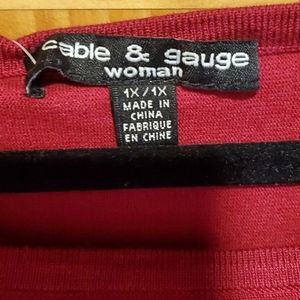 cable & gauge
woman
1X/1X
MADE IN
CHINA
FABRIQUE
EN CHINE